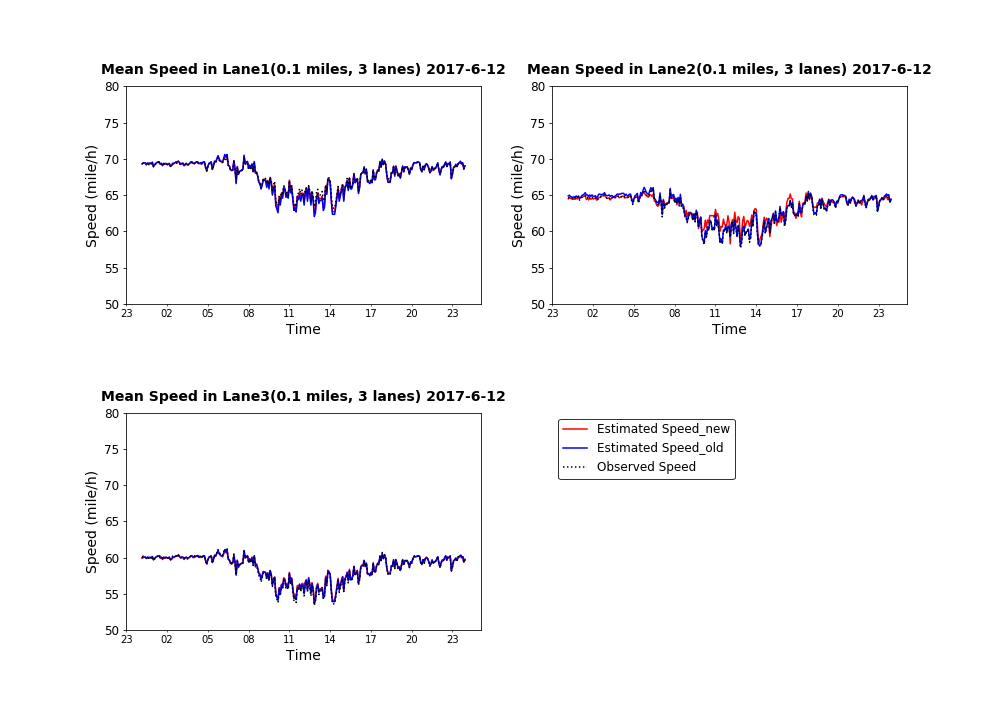 Mean Speed in Lane1(0.1 miles, 3 lanes) 2017-6-12
80
75
70
65
60
55
50
Speed (mile/h)
23 02 05 08 11 14 17 20 23
Time
Mean Speed in Lane2(0.1 miles, 3 lanes) 2017-6-12
80
75
70
65
60
55
50
Speed (mile/h)
23 02 05 08 11 14 17 20 23
Time
Mean Speed in Lane3(0.1 miles, 3 lanes) 2017-6-12
80
75
70
65
60
55
50
Speed (mile/h)
23 02 05 08 11 14 17 20 23
Time
Estimated Speed_new
Estimated Speed_old
Observed Speed